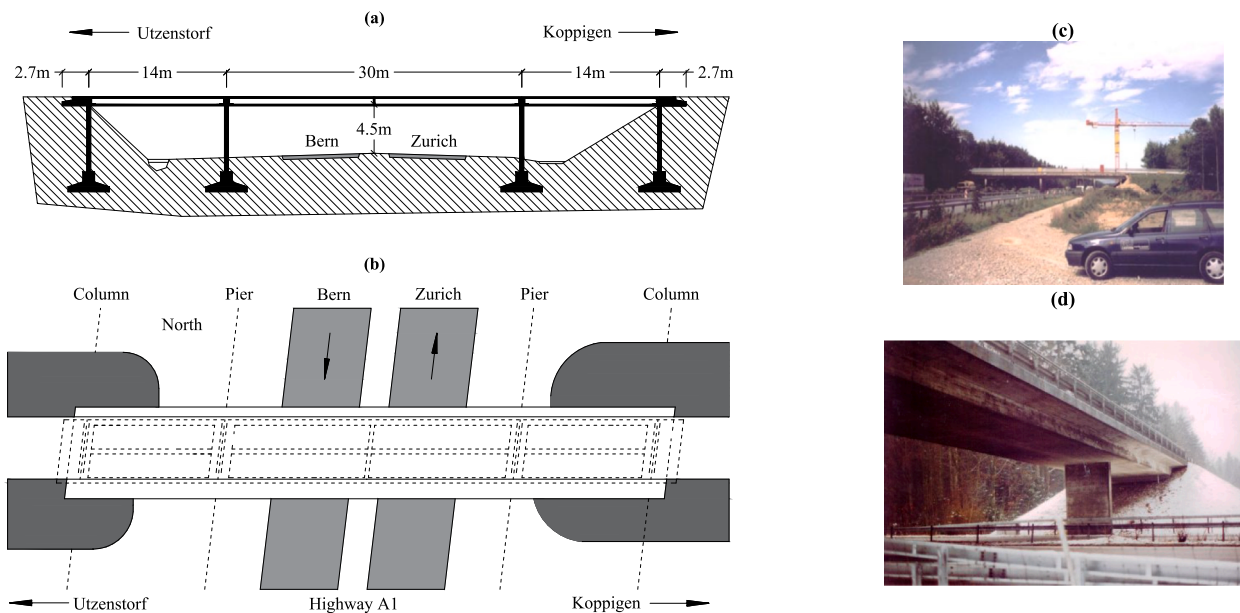 (a)
Utzenstorf
Koppigen
2.7m
14m
30m
14m
2.7m
4.5m
Bern
Zurich
(b)
Column
Pier
Bern
Zurich
Pier
Column
North
Utzenstorf
Highway A1
Koppigen
(c)
(d)